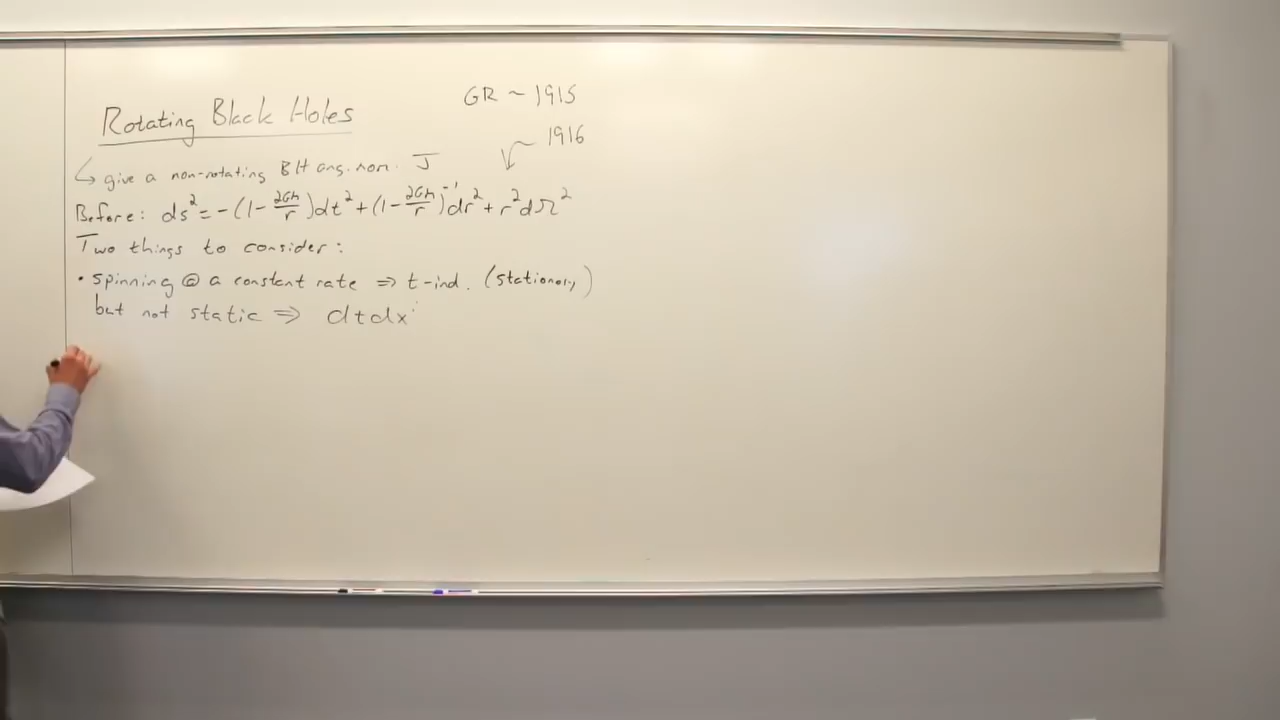 Rotating Black Holes
GR ~ 1915
1916
↳ give a non-rotating BH ang. mom. J
Before: ds² = -(1 - 2GM/r)dt² + (1 - 2GM/r)⁻¹dr² + r²dΩ²
Two things to consider:
• spinning @ a constant rate ⇒ t-ind. (stationary)
but not static ⇒ dtdxⁱ